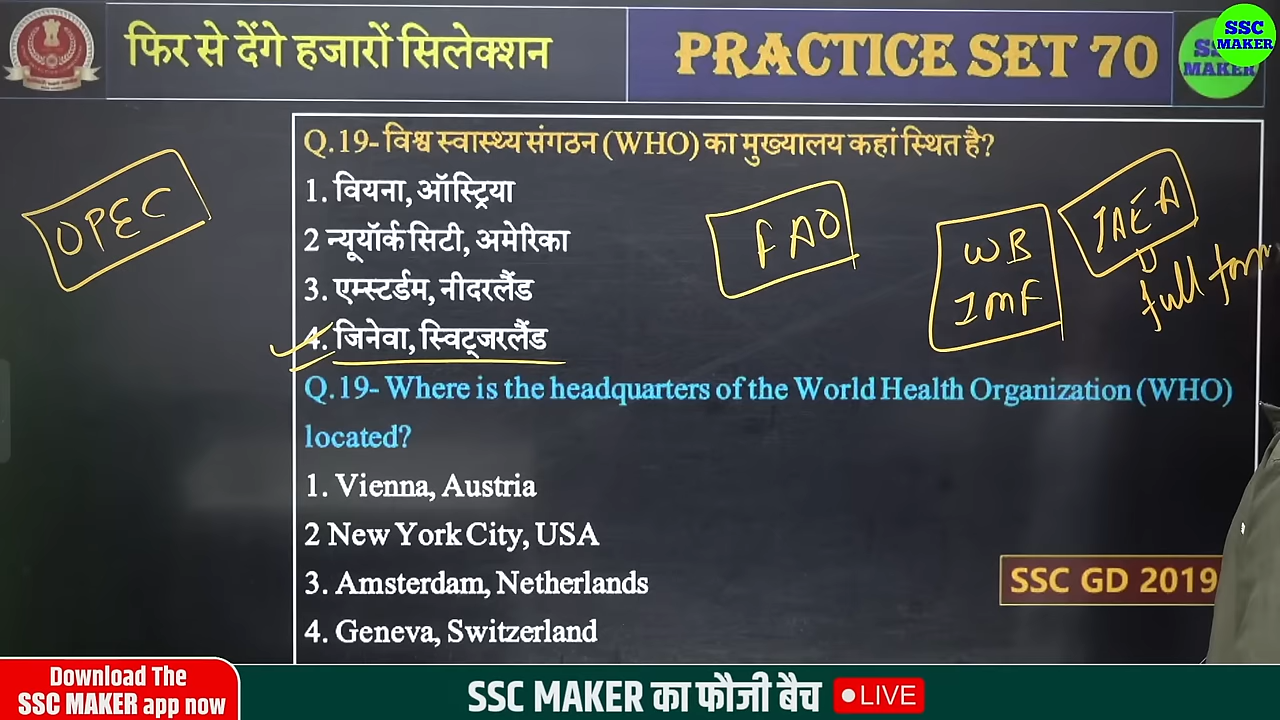 फिर से देंगे हजारों सिलेक्शन
PRACTICE SET 70
SSC
MAKER
MAKER
Q.19- विश्व स्वास्थ्य संगठन (WHO) का मुख्यालय कहां स्थित है?
1. वियना, ऑस्ट्रिया
2 न्यूयॉर्क सिटी, अमेरिका
3. एम्स्टर्डम, नीदरलैंड
4. जिनेवा, स्विट्जरलैंड
OPEC
FAO
WB
IMF
IAEA
full form
Q.19- Where is the headquarters of the World Health Organization (WHO)
located?
1. Vienna, Austria
2 New York City, USA
3. Amsterdam, Netherlands
4. Geneva, Switzerland
SSC GD 2019
Download The
SSC MAKER app now
SSC MAKER का फौजी बैच
LIVE